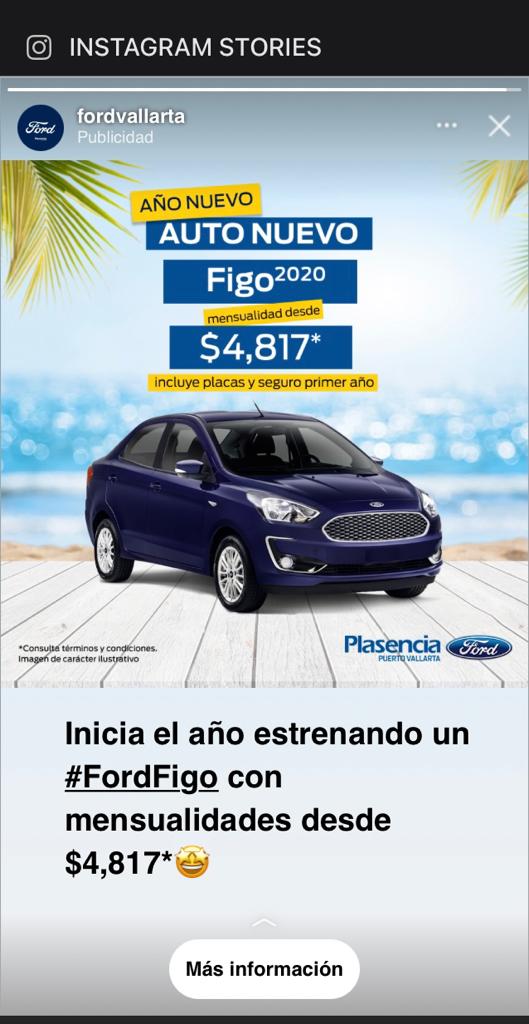 INSTAGRAM STORIES
fordvallarta
Publicidad
Ford
AÑO NUEVO
AUTO NUEVO
Figo2020
mensualidad desde
$4,817*
incluye placas y seguro primer año
*Consulta términos y condiciones.
Imagen de carácter ilustrativo
Plasencia
PUERTO VALLARTA
Ford
Inicia el año estrenando un
#FordFigo con
mensualidades desde
$4,817*🤩
Más información